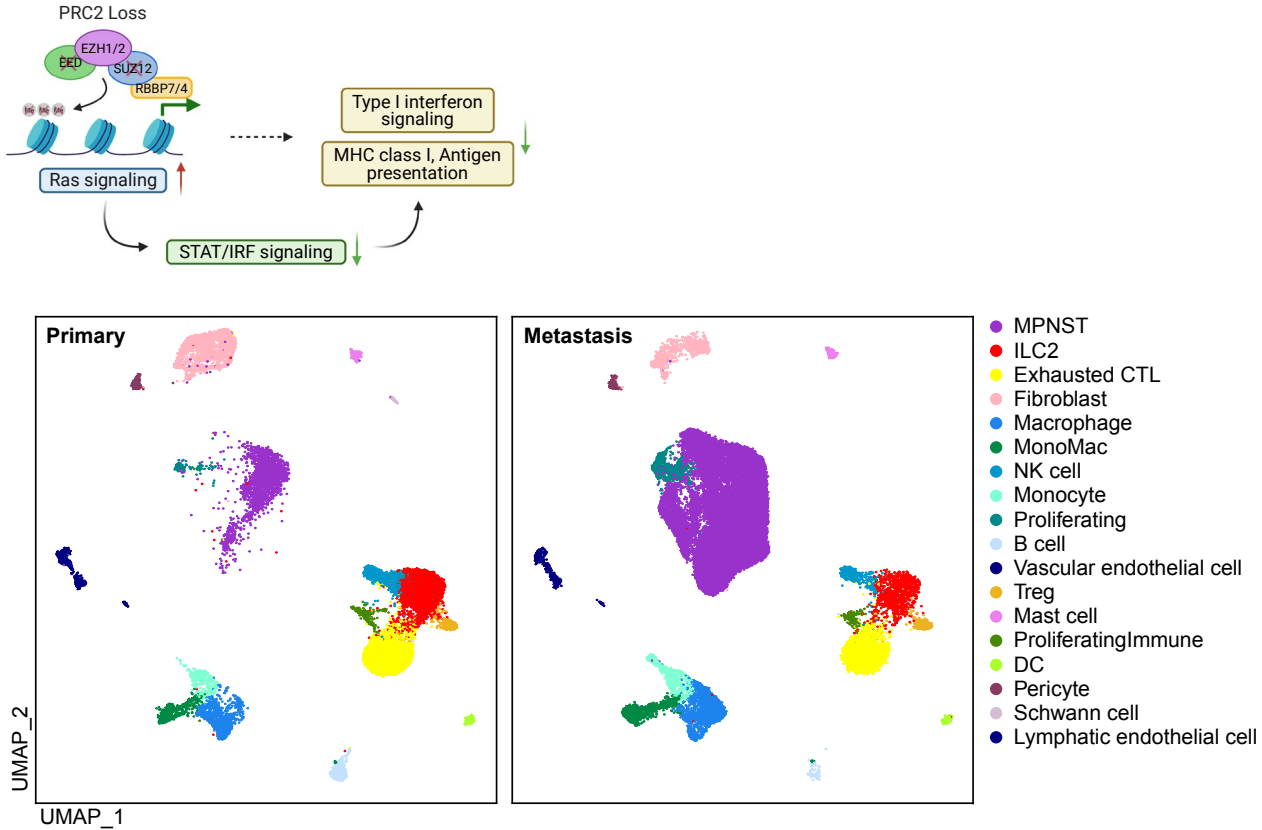 PRC2 Loss
EZH1/2
EED
SUZ12
RBBP7/4
Ras signaling
Type I interferon
signaling
MHC class I, Antigen
presentation
STAT/IRF signaling
Primary
Metastasis
MPNST
ILC2
Exhausted CTL
Fibroblast
Macrophage
MonoMac
NK cell
Monocyte
Proliferating
B cell
Vascular endothelial cell
Treg
Mast cell
ProliferatingImmune
DC
Pericyte
Schwann cell
Lymphatic endothelial cell
UMAP_2
UMAP_1